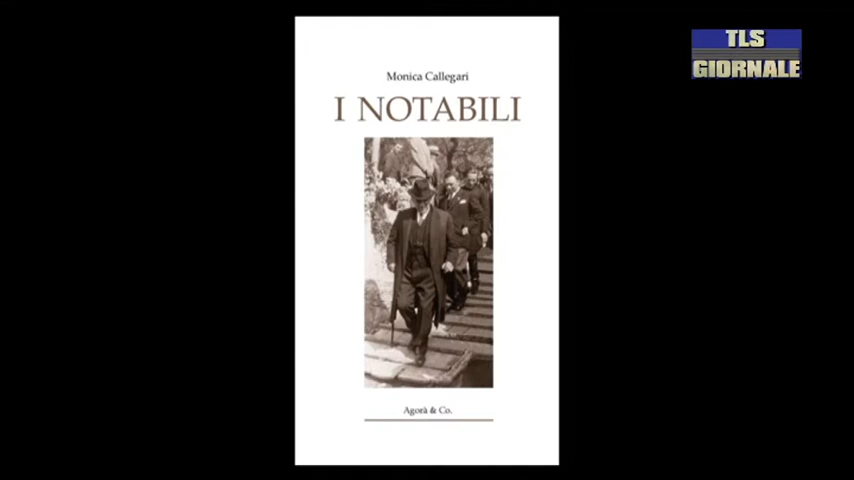 TLS
GIORNALE
Monica Callegari
I NOTABILI
Agorà & Co.